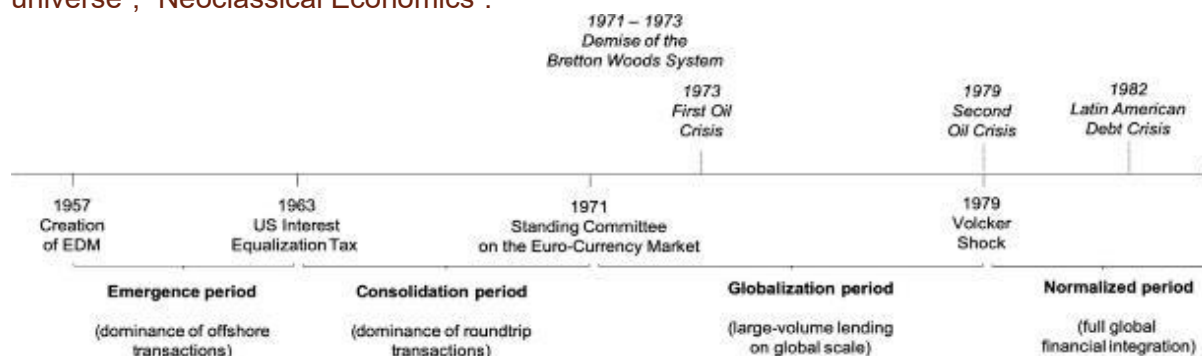 universe", "Neoclassical Economics".
1971 – 1973
Demise of the
Bretton Woods System
1973
First Oil
Crisis
1979
Second
Oil Crisis
1982
Latin American
Debt Crisis
1957
Creation
of EDM
1963
US Interest
Equalization Tax
1971
Standing Committee
on the Euro-Currency Market
1979
Volcker
Shock
Emergence period
(dominance of offshore
transactions)
Consolidation period
(dominance of roundtrip
transactions)
Globalization period
(large-volume lending
on global scale)
Normalized period
(full global
financial integration)